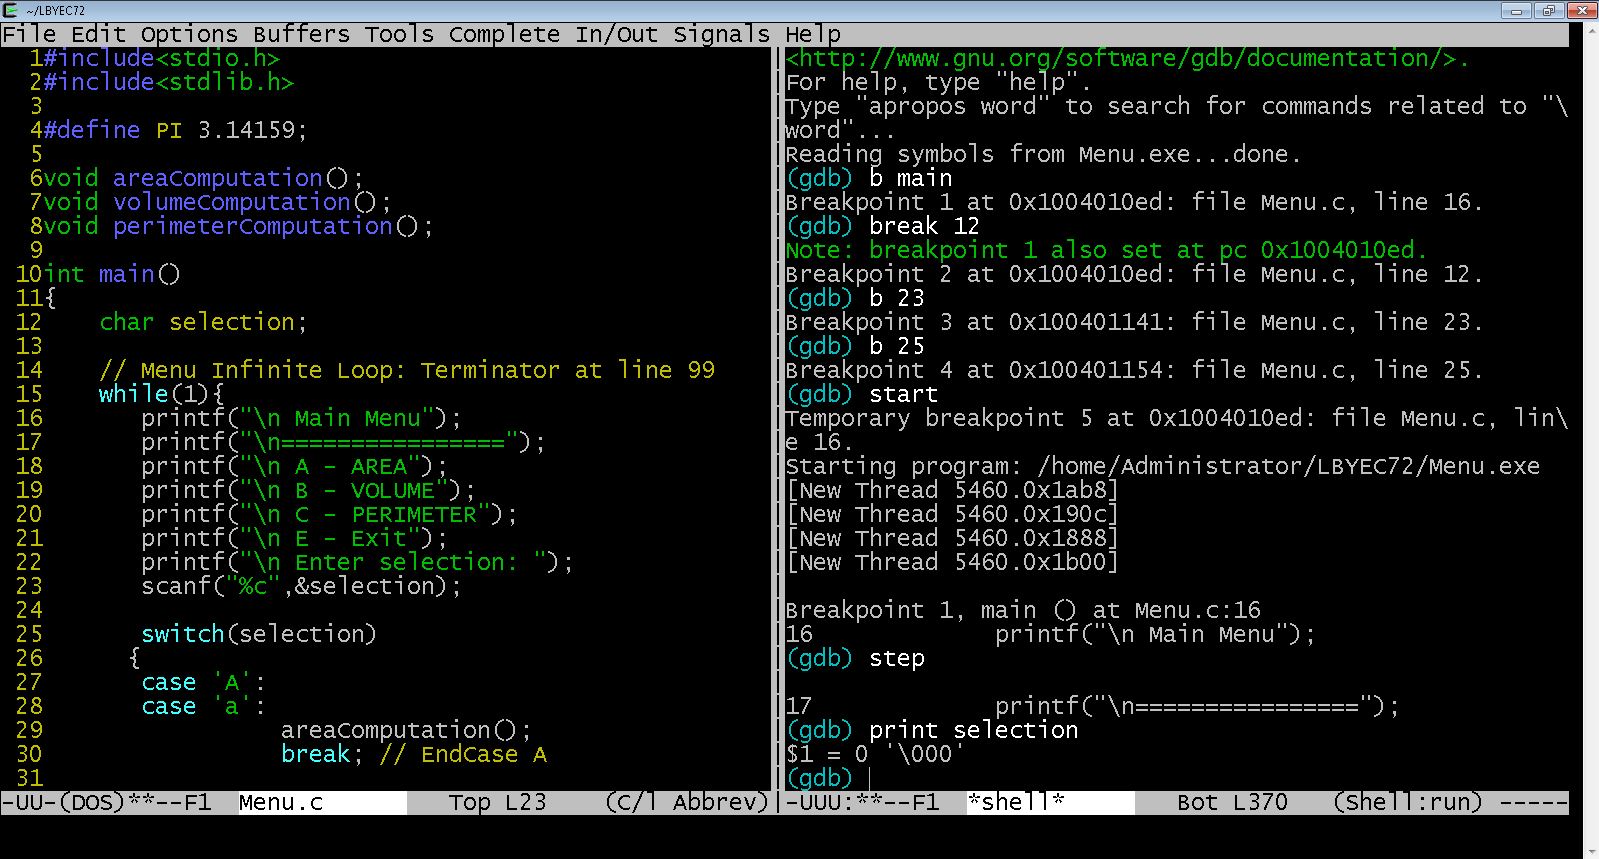 ~/LBYEC72
File Edit Options Buffers Tools Complete In/Out Signals Help
1#include<stdio.h>
2#include<stdlib.h>
3
4#define PI 3.14159;
5
6void areaComputation();
7void volumeComputation();
8void perimeterComputation();
9
10int main()
11{
12    char selection;
13
14    // Menu Infinite Loop: Terminator at line 99
15    while(1){
16       printf("\n Main Menu");
17       printf("\n================");
18       printf("\n A - AREA");
19       printf("\n B - VOLUME");
20       printf("\n C - PERIMETER");
21       printf("\n E - Exit");
22       printf("\n Enter selection: ");
23       scanf("%c",&selection);
24
25       switch(selection)
26      {
27       case 'A':
28       case 'a':
29                 areaComputation();
30                 break; // EndCase A
31
-UU-(DOS)**--F1  Menu.c         Top L23    (C/l Abbrev)
<http://www.gnu.org/software/gdb/documentation/>.
For help, type "help".
Type "apropos word" to search for commands related to "\
word"...
Reading symbols from Menu.exe...done.
(gdb) b main
Breakpoint 1 at 0x1004010ed: file Menu.c, line 16.
(gdb) break 12
Note: breakpoint 1 also set at pc 0x1004010ed.
Breakpoint 2 at 0x1004010ed: file Menu.c, line 12.
(gdb) b 23
Breakpoint 3 at 0x100401141: file Menu.c, line 23.
(gdb) b 25
Breakpoint 4 at 0x100401154: file Menu.c, line 25.
(gdb) start
Temporary breakpoint 5 at 0x1004010ed: file Menu.c, lin\
e 16.
Starting program: /home/Administrator/LBYEC72/Menu.exe
[New Thread 5460.0x1ab8]
[New Thread 5460.0x190c]
[New Thread 5460.0x1888]
[New Thread 5460.0x1b00]
Breakpoint 1, main () at Menu.c:16
16             printf("\n Main Menu");
(gdb) step
17             printf("\n================");
(gdb) print selection
$1 = 0 '\000'
(gdb)
-UUU:**--F1  *shell*        Bot L370   (Shell:run) -----